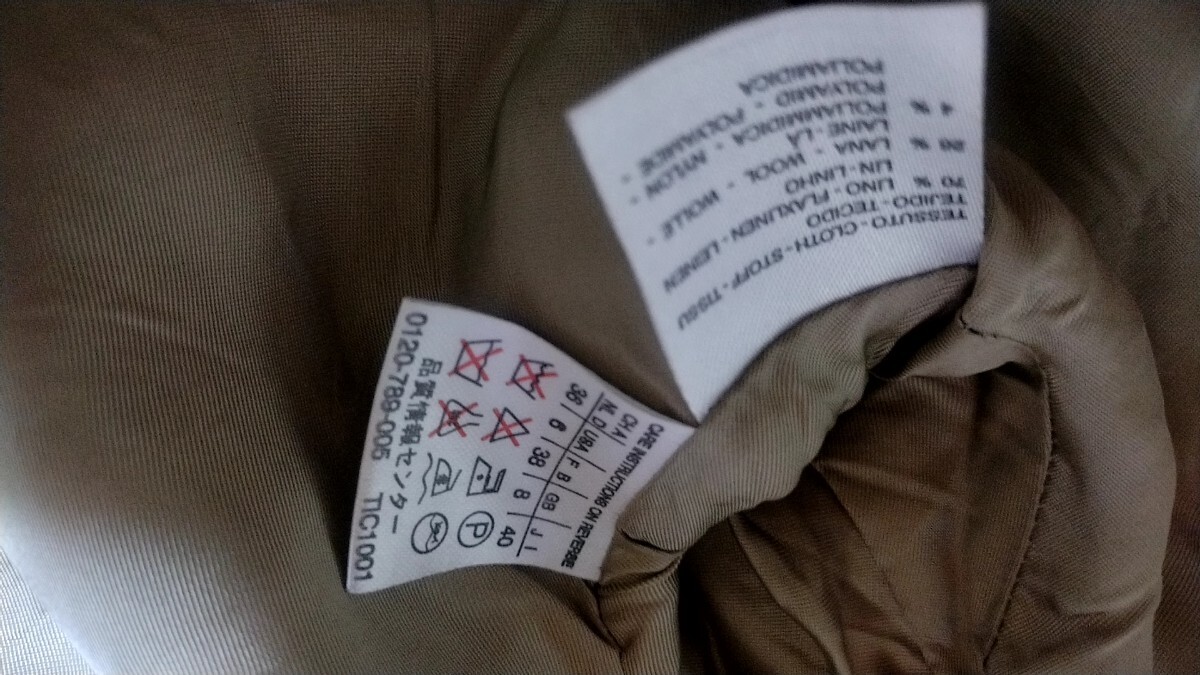 TESSUTO - CLOTH - STOFF - TISSU
TEJIDO - TECIDO
70 % LINO - FLAX/LINEN - LEINEN
LIN - LINHO
26 % LANA - WOOL - WOLLE -
LAINE - LÃ
4 % POLIAMMIDICA - NYLON -
POLYAMID - POLYAMIDE -
POLIAMIDICA
CARE INSTRUCTIONS ON REVERSE
CH A NL D USA F B GB J I
36 6 38 8 40
P
品質情報センター
0120-789-005 TIC1001